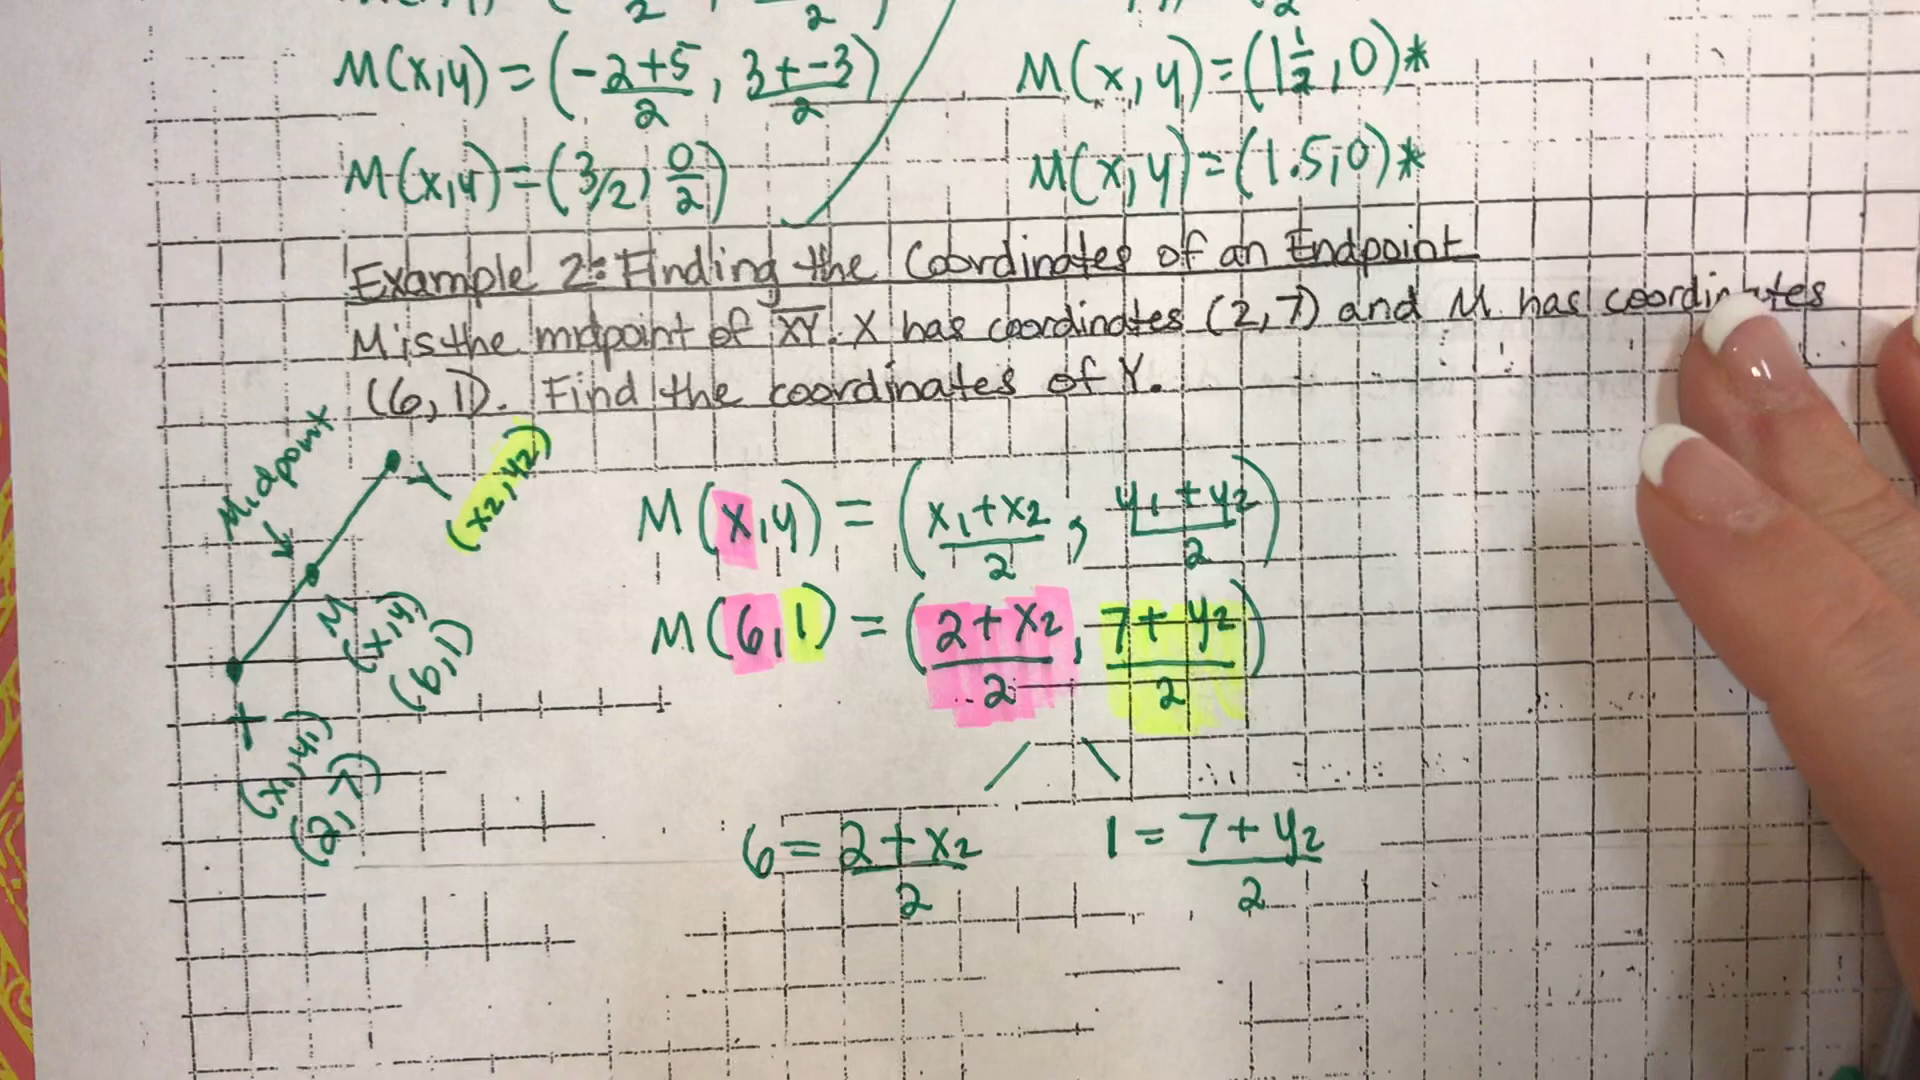 M(x,y) = (-2+5/2, 3+-3/2)
M(x,y) = (1 1/2, 0)*
M(x,y) = (3/2, 0/2)
M(x,y) = (1.5, 0)*
Example 2: Finding the Coordinates of an Endpoint
M is the midpoint of XY. X has coordinates (2,7) and M has coordinates
(6,1). Find the coordinates of Y.
Midpoint
Y
(x2,y2)
M
(x,y)
(6,1)
(x1,y1)
(2,7)
M(x,y) = (x1+x2/2, y1+y2/2)
M(6,1) = (2+x2/2, 7+y2/2)
6 = 2+x2/2
1 = 7+y2/2